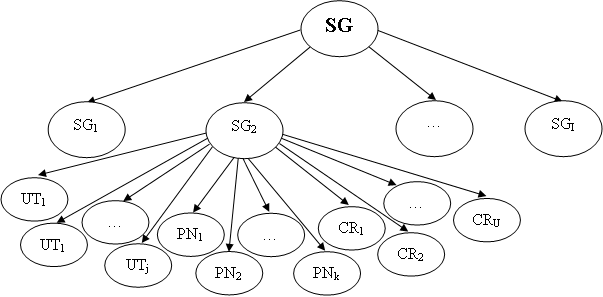 SG
SG1 SG2 ... SGI
UT1 UT1 ... UTj PN1 PN2 ... PNk CR1 CR2 ... CRU